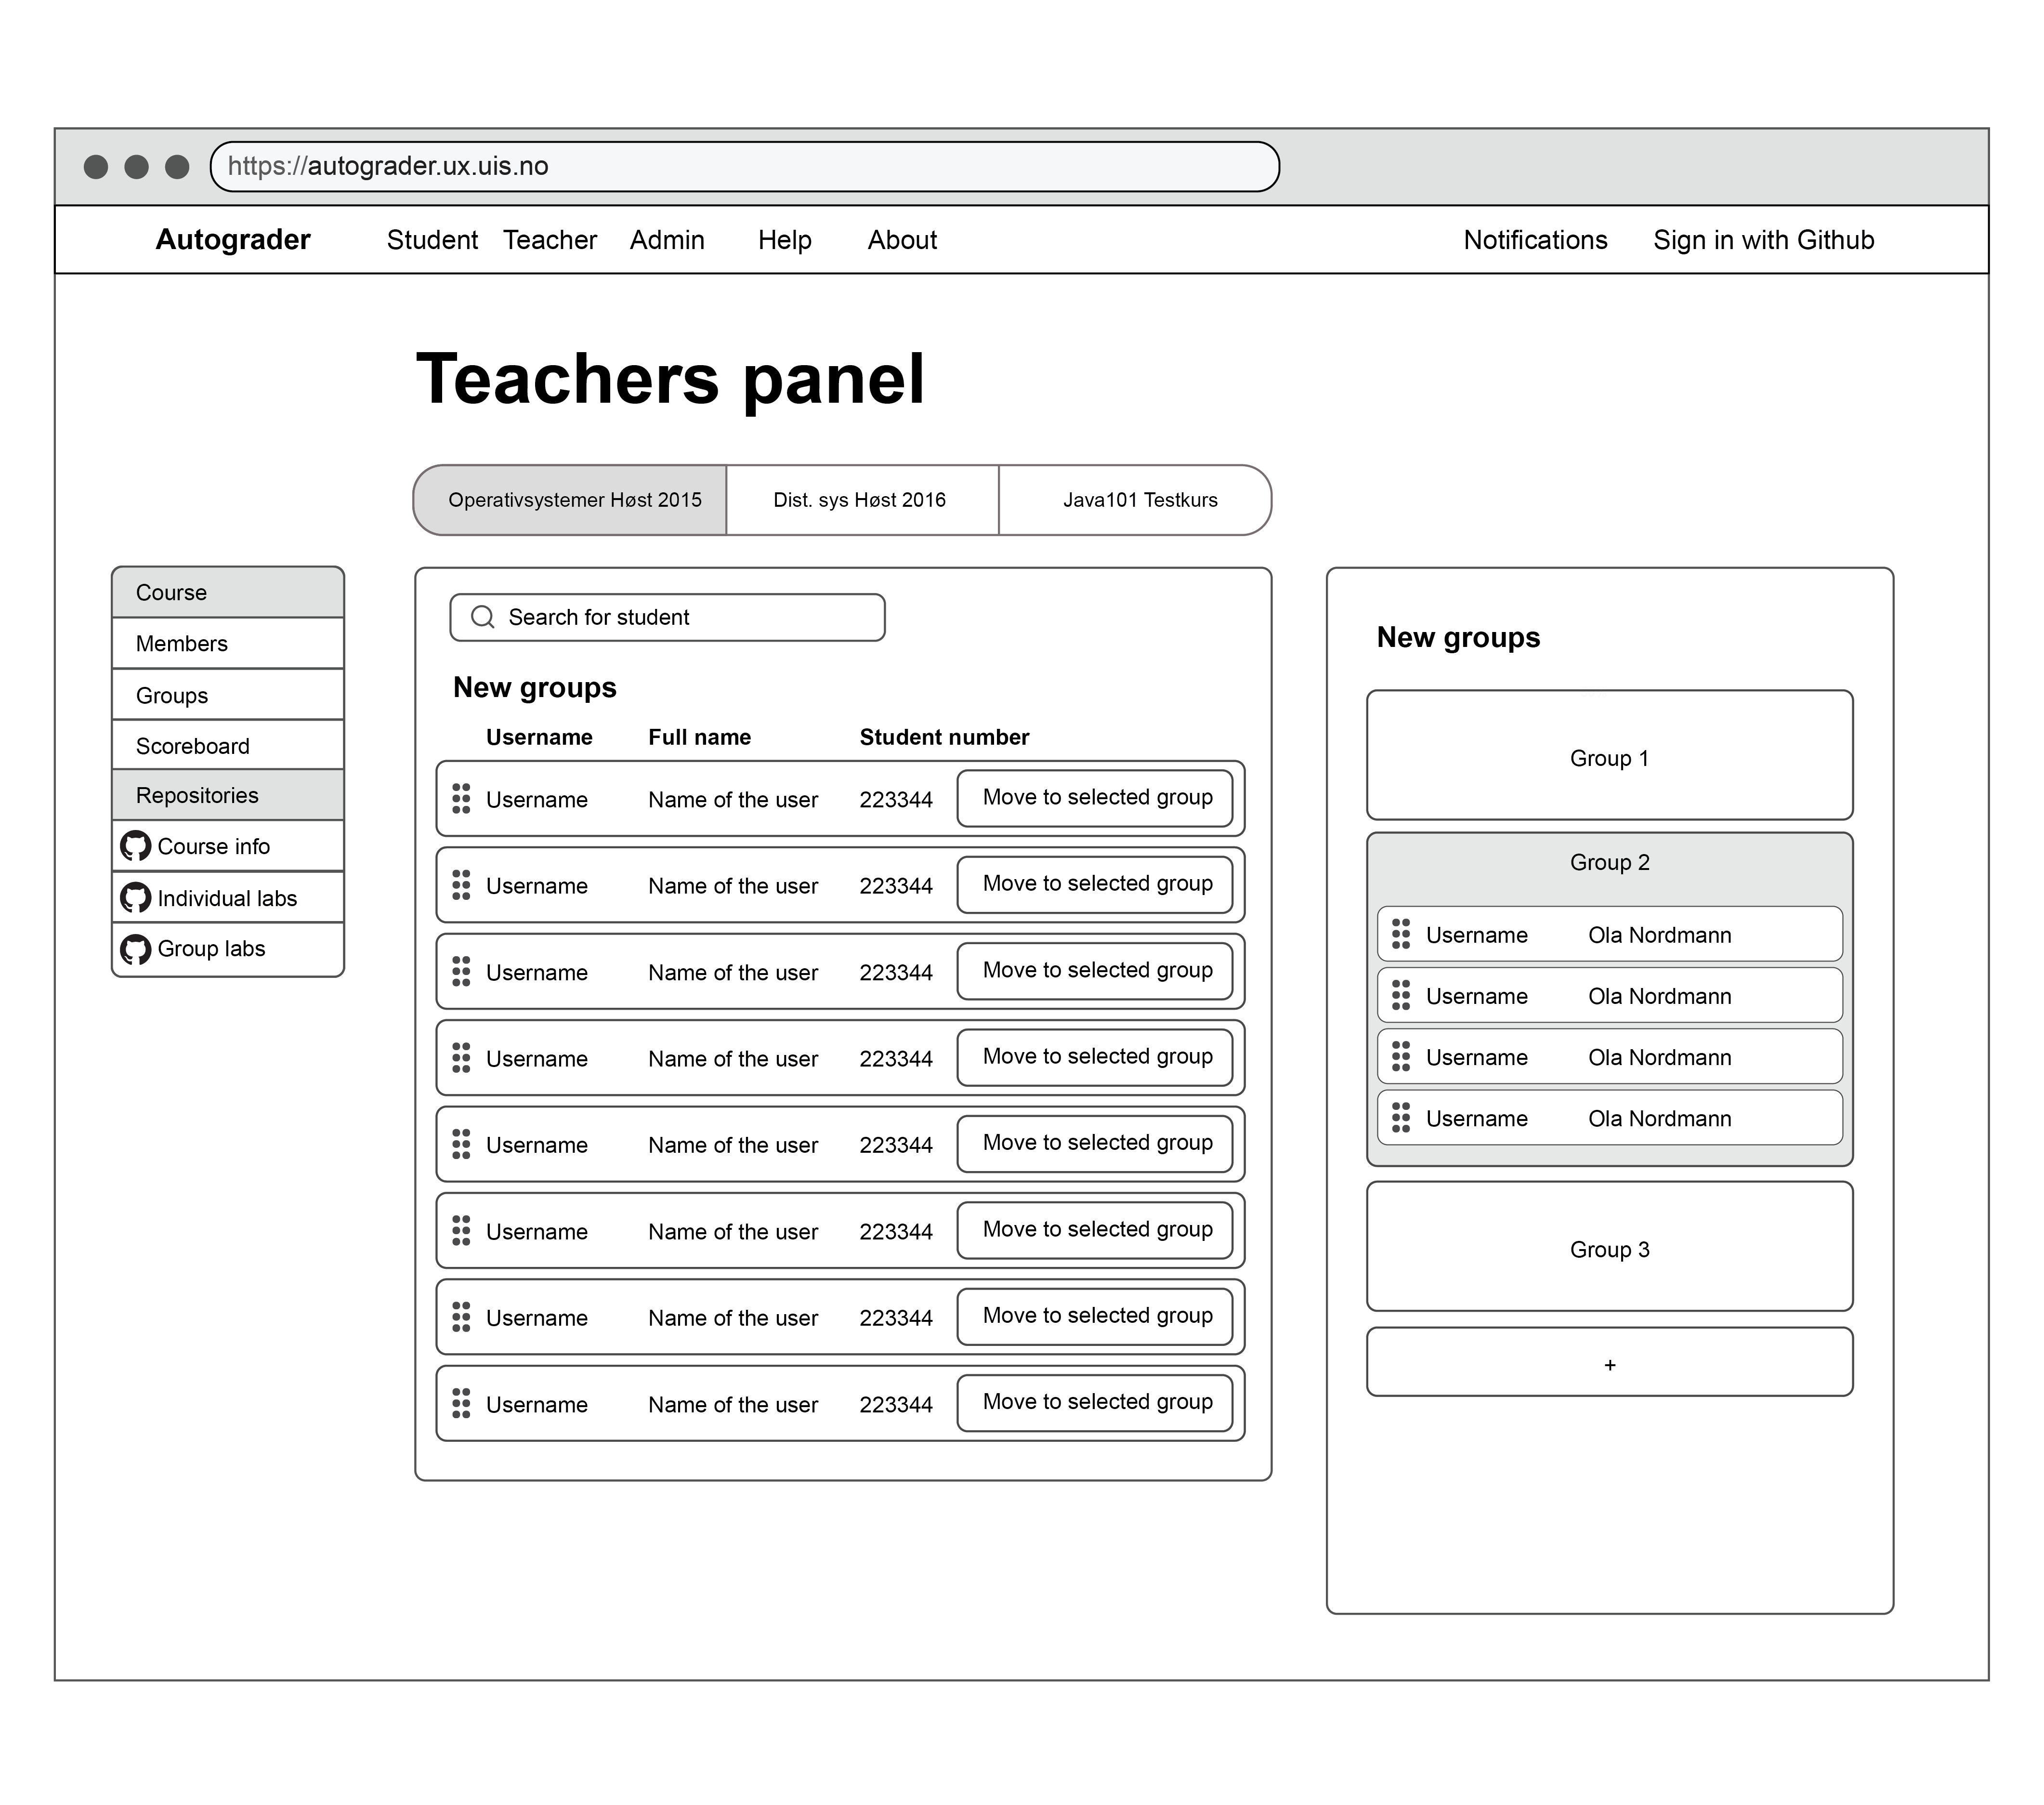 https://autograder.ux.uis.no
Autograder Student Teacher Admin Help About Notifications Sign in with Github
Teachers panel
Operativsystemer Høst 2015 Dist. sys Høst 2016 Java101 Testkurs
Course
Members
Groups
Scoreboard
Repositories
Course info
Individual labs
Group labs
Search for student
New groups
Username Full name Student number
Username Name of the user 223344 Move to selected group
Username Name of the user 223344 Move to selected group
Username Name of the user 223344 Move to selected group
Username Name of the user 223344 Move to selected group
Username Name of the user 223344 Move to selected group
Username Name of the user 223344 Move to selected group
Username Name of the user 223344 Move to selected group
Username Name of the user 223344 Move to selected group
New groups
Group 1
Group 2
Username Ola Nordmann
Username Ola Nordmann
Username Ola Nordmann
Username Ola Nordmann
Group 3
+